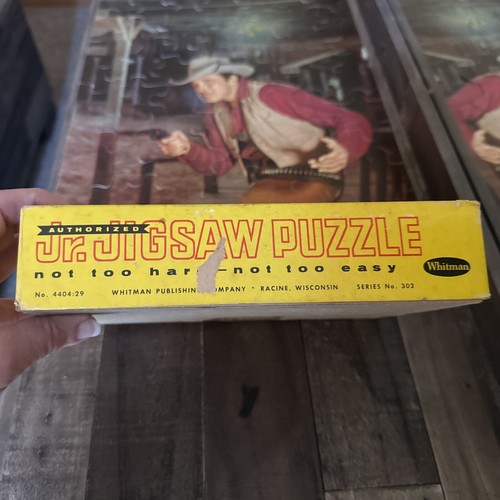 AUTHORIZED
Jr. JIGSAW PUZZLE
not too hard—not too easy
Whitman
No. 4404:29 WHITMAN PUBLISHING COMPANY • RACINE, WISCONSIN SERIES No. 302